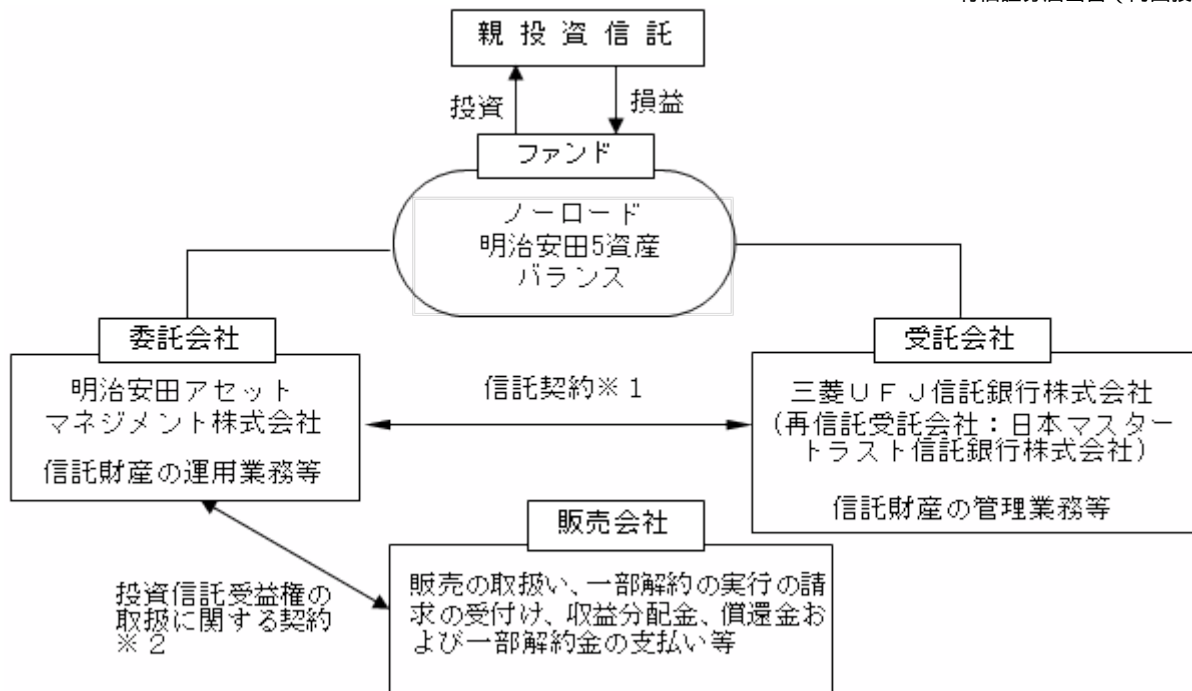 親投資信託
投資
損益
ファンド
ノーロード
明治安田5資産
バランス
委託会社
明治安田アセット
マネジメント株式会社
信託財産の運用業務等
信託契約※１
受託会社
三菱ＵＦＪ信託銀行株式会社
(再信託受託会社：日本マスター
トラスト信託銀行株式会社)
信託財産の管理業務等
投資信託受益権の
取扱に関する契約
※２
販売会社
販売の取扱い、一部解約の実行の請
求の受付け、収益分配金、償還金お
よび一部解約金の支払い等